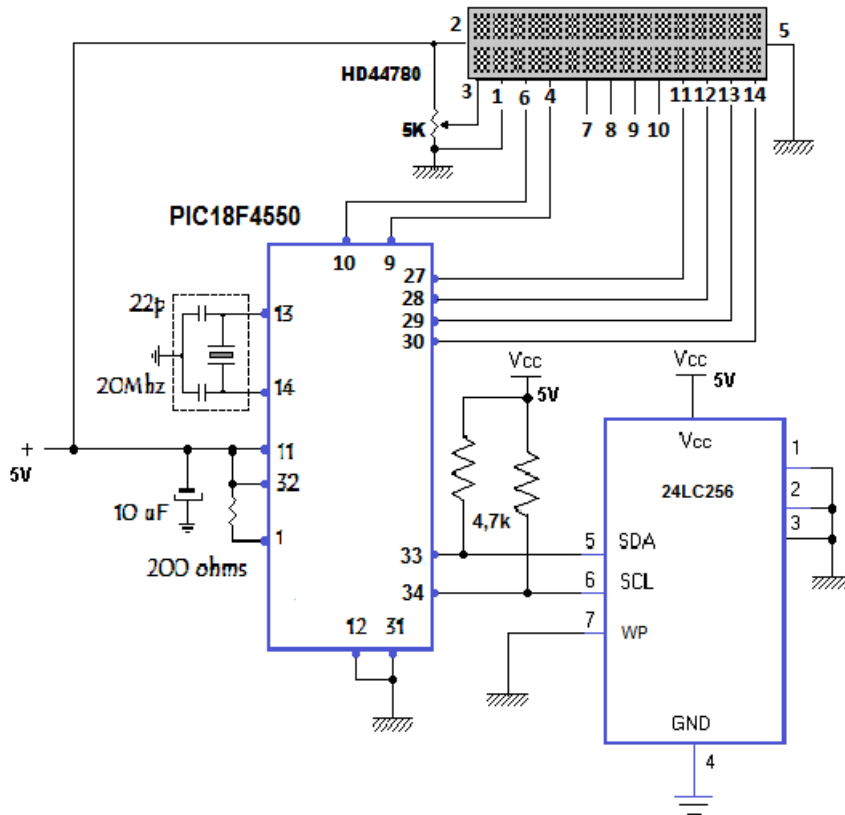 2
5
HD44780
3
1
6
4
11
12
13
14
7
8
9
10
5K
PIC18F4550
10
9
27
28
29
30
22p
13
20Mhz
14
Vcc
5V
Vcc
5V
+
5V
11
32
10 uF
1
200 ohms
4,7k
33
34
12
31
Vcc
24LC256
1
2
3
5
SDA
6
SCL
7
WP
GND
4